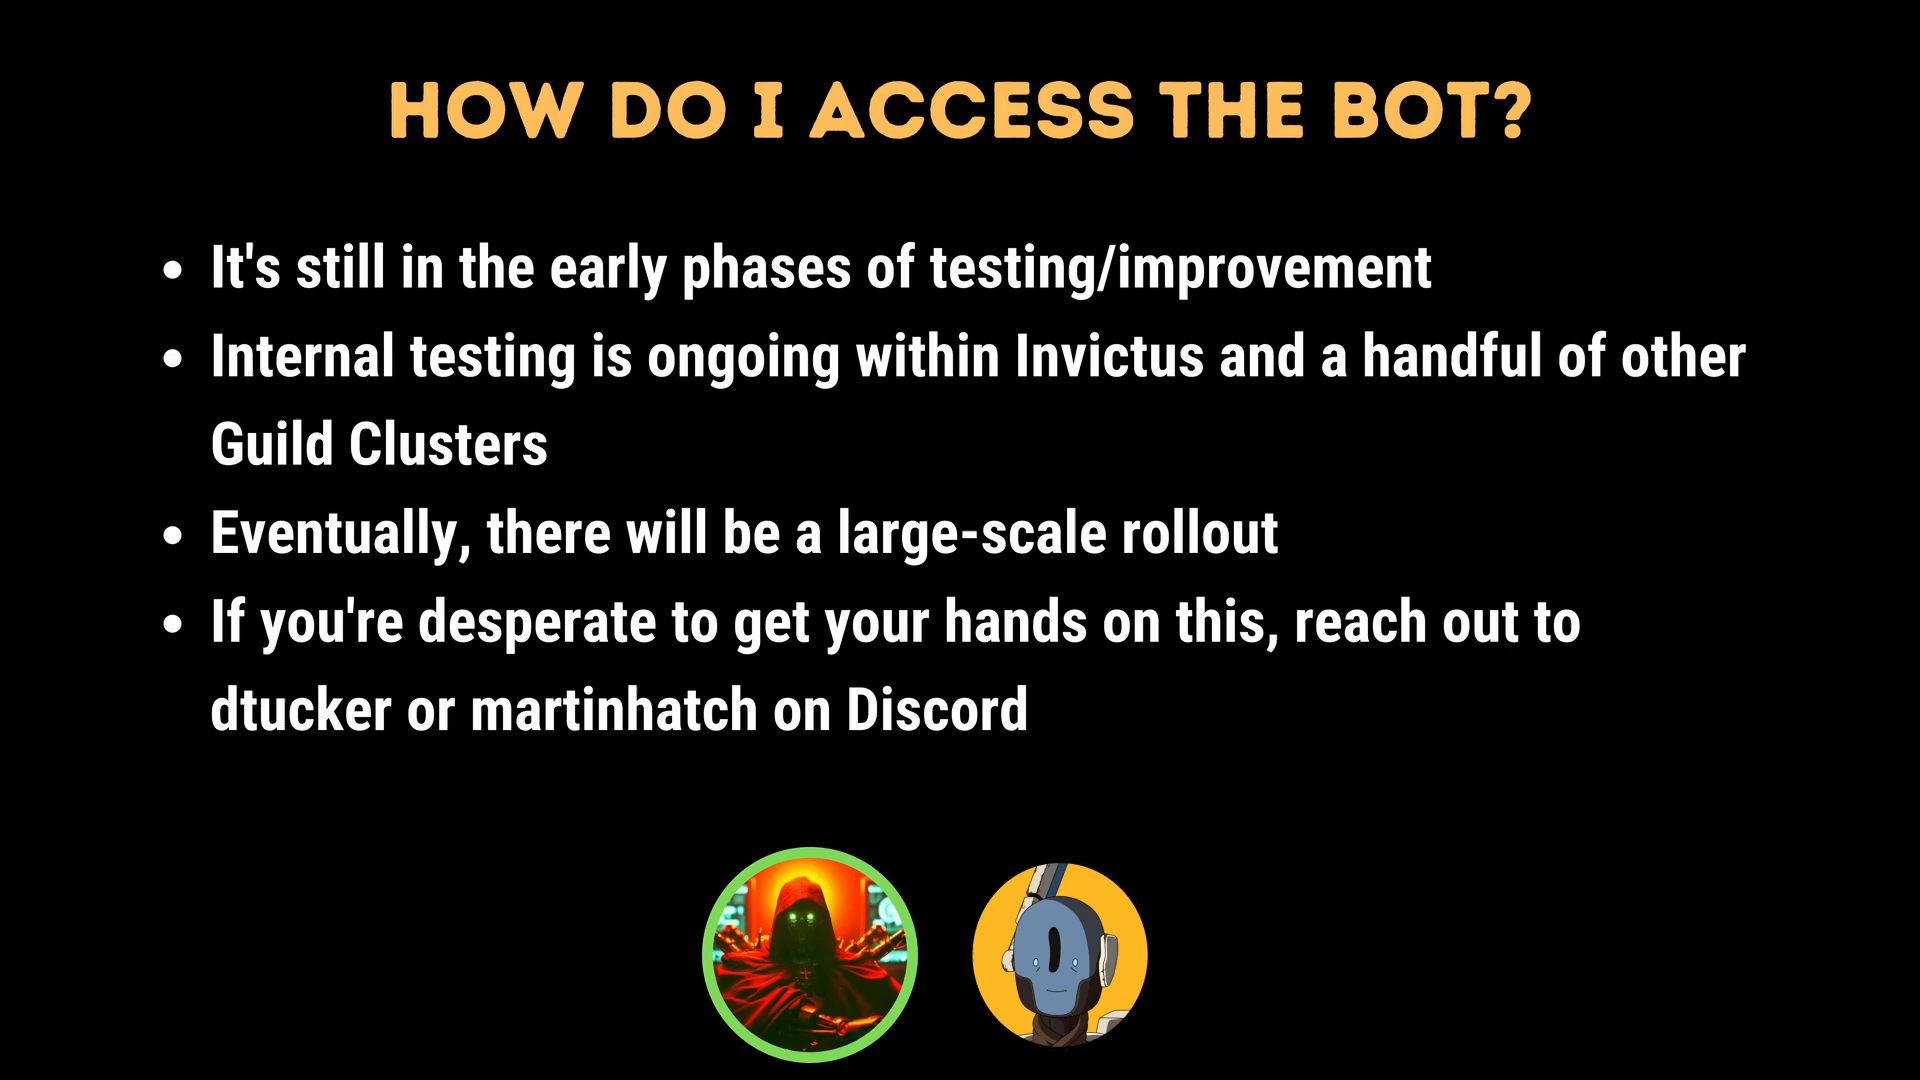 HOW DO I ACCESS THE BOT?
• It's still in the early phases of testing/improvement
• Internal testing is ongoing within Invictus and a handful of other
Guild Clusters
• Eventually, there will be a large-scale rollout
• If you're desperate to get your hands on this, reach out to
dtucker or martinhatch on Discord